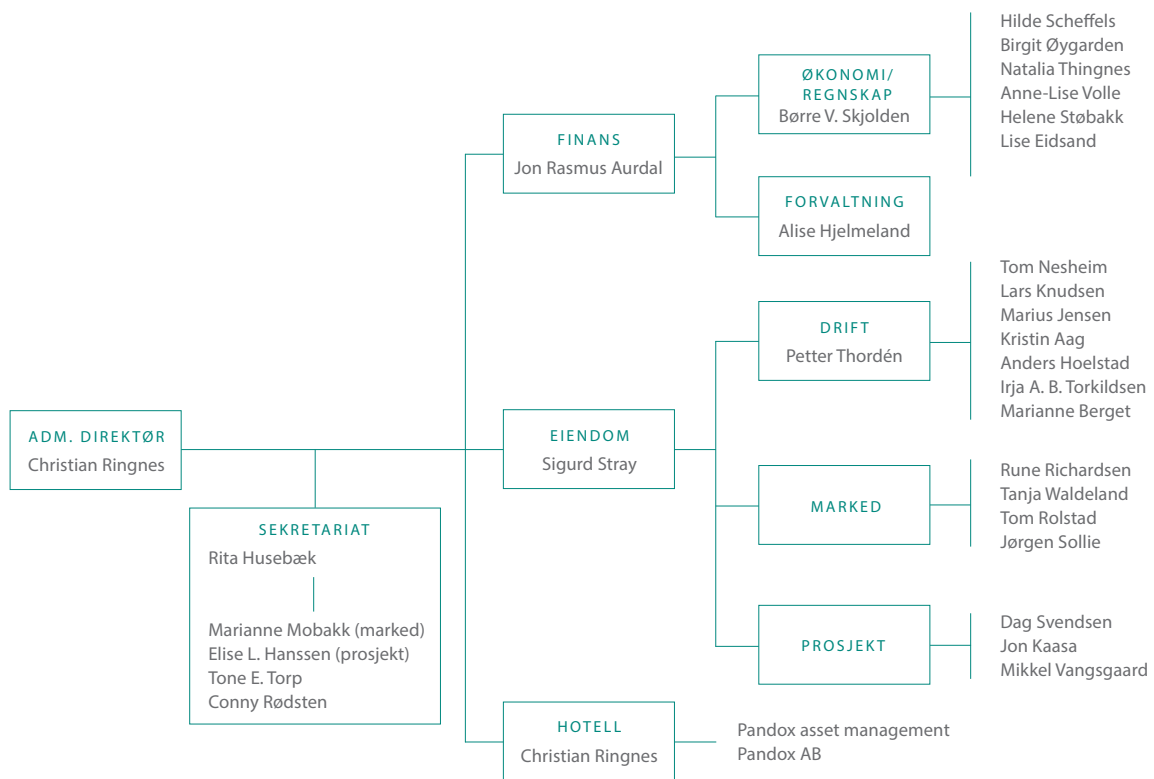 ADM. DIREKTØR
Christian Ringnes
SEKRETARIAT
Rita Husebæk
Marianne Mobakk (marked)
Elise L. Hanssen (prosjekt)
Tone E. Torp
Conny Rødsten
FINANS
Jon Rasmus Aurdal
ØKONOMI/
REGNSKAP
Børre V. Skjolden
Hilde Scheffels
Birgit Øygarden
Natalia Thingnes
Anne-Lise Volle
Helene Støbakk
Lise Eidsand
FORVALTNING
Alise Hjelmeland
EIENDOM
Sigurd Stray
DRIFT
Petter Thordén
Tom Nesheim
Lars Knudsen
Marius Jensen
Kristin Aag
Anders Hoelstad
Irja A. B. Torkildsen
Marianne Berget
MARKED
Rune Richardsen
Tanja Waldeland
Tom Rolstad
Jørgen Sollie
PROSJEKT
Dag Svendsen
Jon Kaasa
Mikkel Vangsgaard
HOTELL
Christian Ringnes
Pandox asset management
Pandox AB